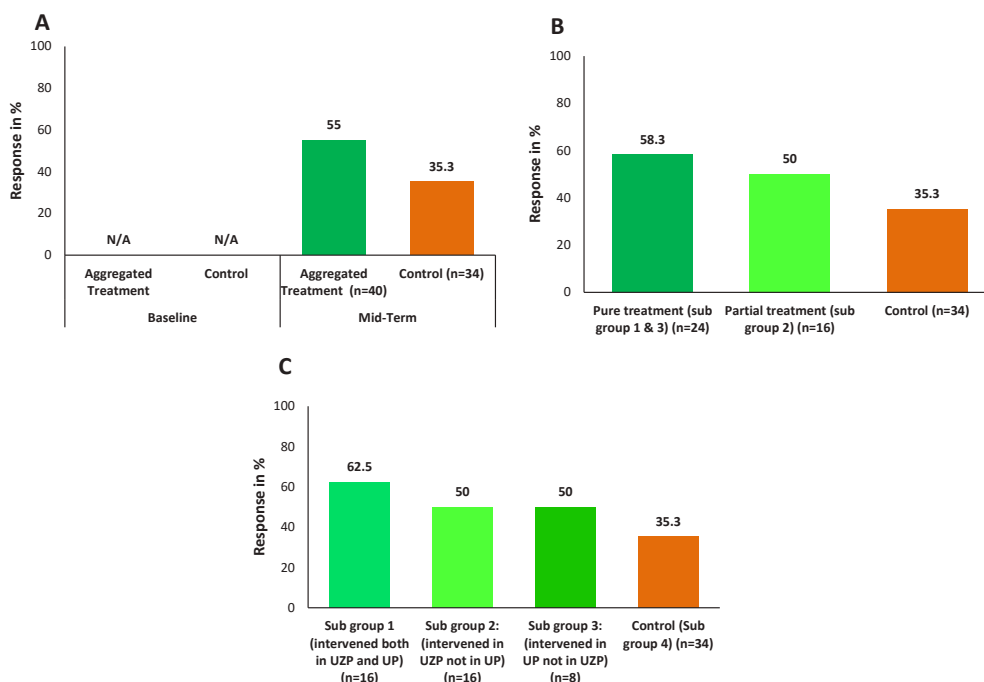 A
Response in %
100
80
60
40
20
0
N/A
N/A
55
35.3
Aggregated
Treatment
Control
Aggregated
Treatment (n=40)
Control (n=34)
Baseline
Mid-Term
B
Response in %
100
80
60
40
20
0
58.3
50
35.3
Pure treatment (sub
group 1 & 3) (n=24)
Partial treatment (sub
group 2) (n=16)
Control (n=34)
C
Response in %
100
80
60
40
20
0
62.5
50
50
35.3
Sub group 1
(intervened both
in UZP and UP)
(n=16)
Sub group 2:
(intervened in
UZP not in UP)
(n=16)
Sub group 3:
(intervened in
UP not in UZP)
(n=8)
Control (Sub
group 4) (n=34)